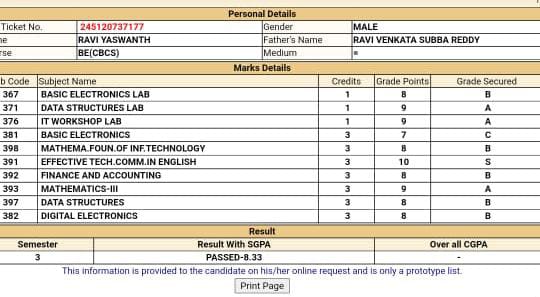 Personal Details
Ticket No. 245120737177 Gender MALE
RAVI YASWANTH Father's Name RAVI VENKATA SUBBA REDDY
BE(CBCS) Medium
Marks Details
Code Subject Name Credits Grade Points Grade Secured
367 BASIC ELECTRONICS LAB 1 8 B
371 DATA STRUCTURES LAB 1 9 A
376 IT WORKSHOP LAB 1 9 A
381 BASIC ELECTRONICS 3 7 C
398 MATHEMA.FOUN.OF INF.TECHNOLOGY 3 8 B
391 EFFECTIVE TECH.COMM.IN ENGLISH 3 10 S
392 FINANCE AND ACCOUNTING 3 8 B
393 MATHEMATICS-III 3 9 A
397 DATA STRUCTURES 3 8 B
382 DIGITAL ELECTRONICS 3 8 B
Result
Semester Result With SGPA Over all CGPA
3 PASSED-8.33 -
This information is provided to the candidate on his/her online request and is only a prototype list.
Print Page